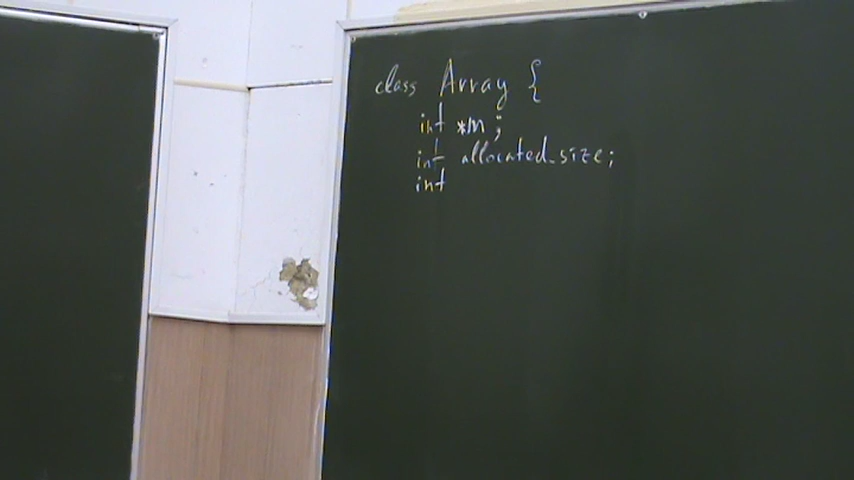 class Array {
int *m;
int allocated_size;
int